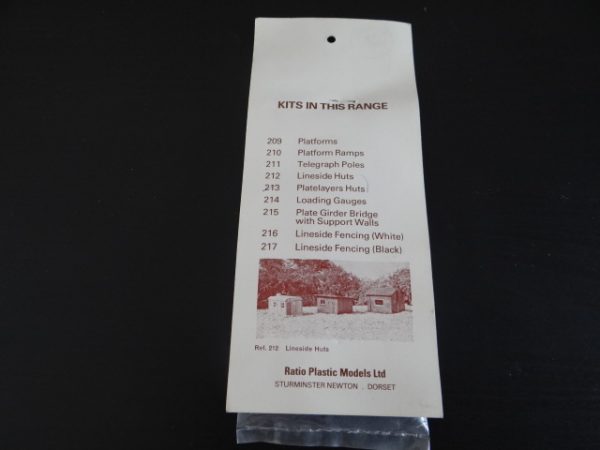 KITS IN THIS RANGE
209 Platforms
210 Platform Ramps
211 Telegraph Poles
212 Lineside Huts
213 Platelayers Huts
214 Loading Gauges
215 Plate Girder Bridge
with Support Walls
216 Lineside Fencing (White)
217 Lineside Fencing (Black)
Ref. 212 Lineside Huts
Ratio Plastic Models Ltd
STURMINSTER NEWTON . DORSET